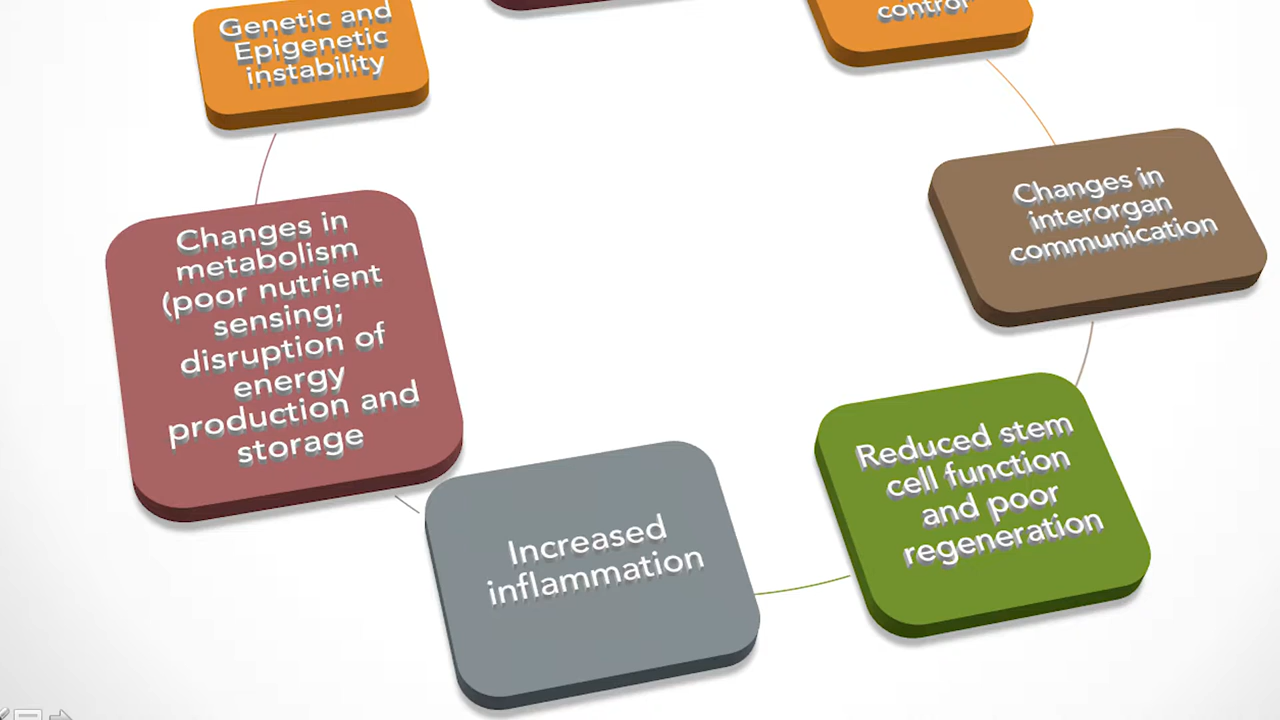 Genetic and
Epigenetic
instability
control
Changes in
interorgan
communication
Changes in
metabolism
(poor nutrient
sensing;
disruption of
energy
production and
storage
Reduced stem
cell function
and poor
regeneration
Increased
inflammation